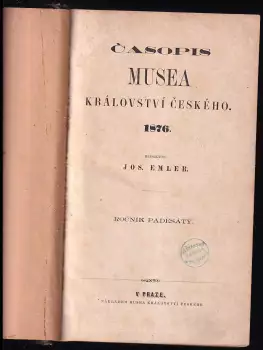 ČASOPIS
MUSEA
KRÁLOVSTVÍ ČESKÉHO.
1876.
JOS. EMLER.
ROČNÍK PADESÁTÝ.
V PRAZE.